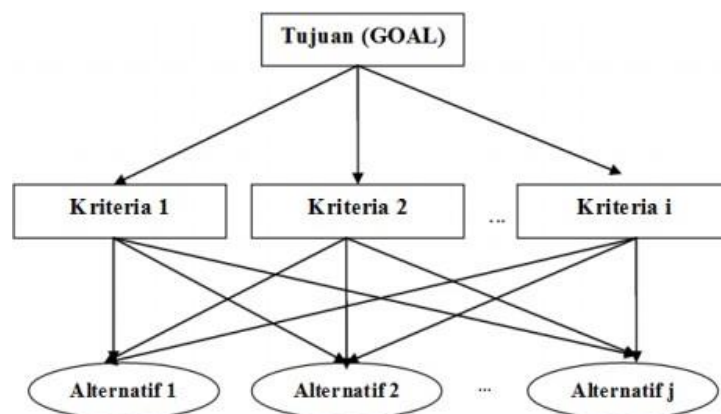 Tujuan (GOAL)
Kriteria 1
Kriteria 2
...
Kriteria i
Alternatif 1
Alternatif 2
...
Alternatif j